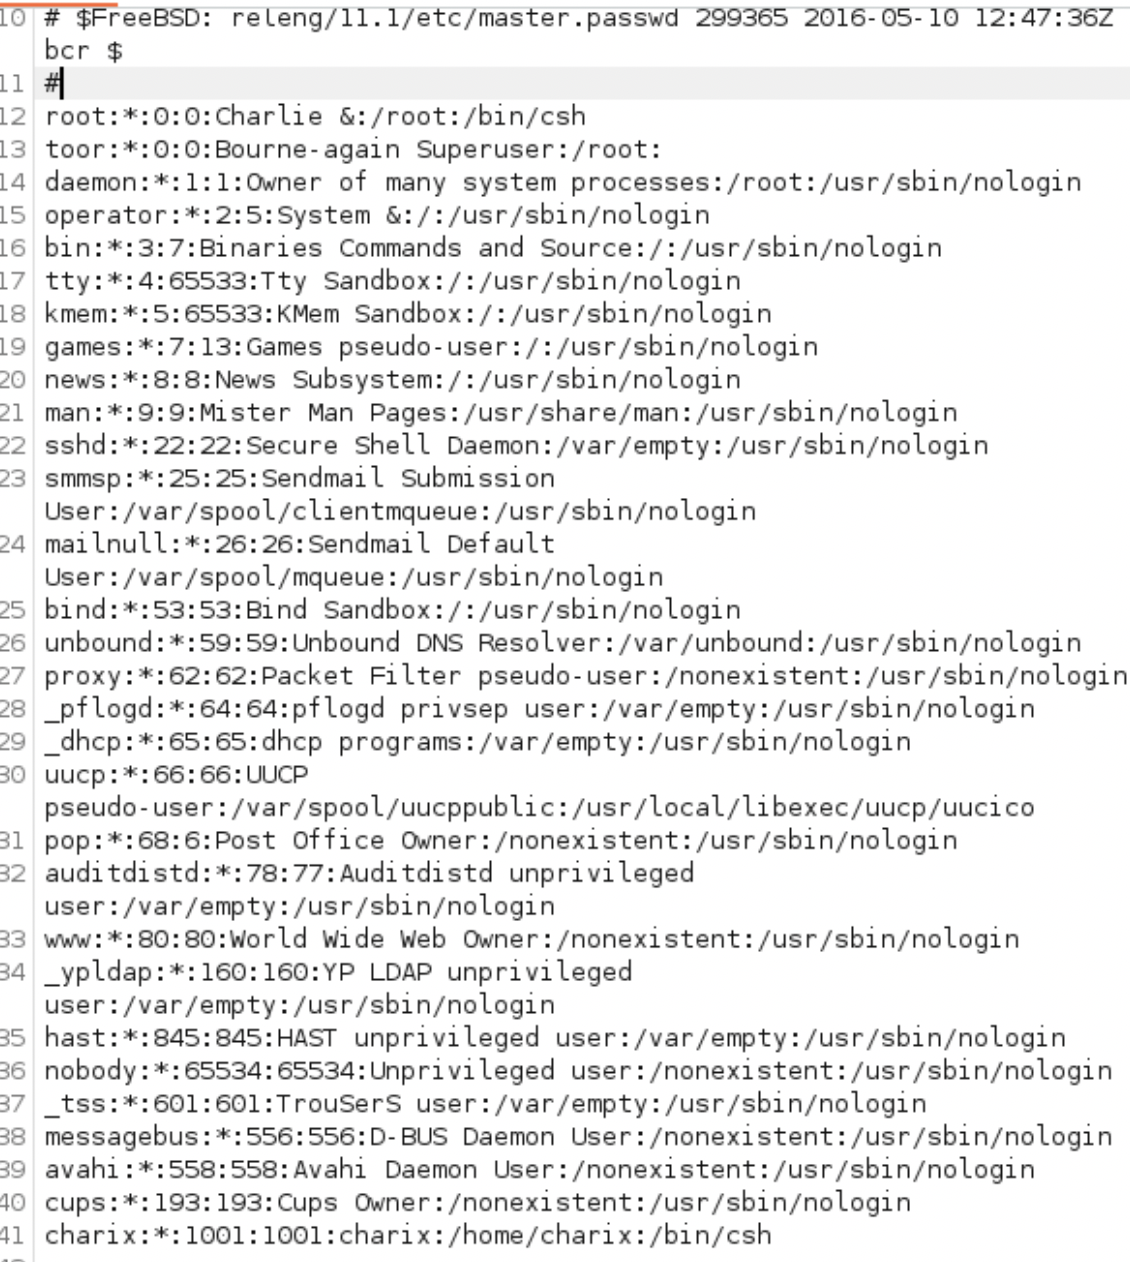 10 # $FreeBSD: releng/11.1/etc/master.passwd 299365 2016-05-10 12:47:36Z
bcr $
11 #
12 root:*:0:0:Charlie &:/root:/bin/csh
13 toor:*:0:0:Bourne-again Superuser:/root:
14 daemon:*:1:1:Owner of many system processes:/root:/usr/sbin/nologin
15 operator:*:2:5:System &:/:/usr/sbin/nologin
16 bin:*:3:7:Binaries Commands and Source:/:/usr/sbin/nologin
17 tty:*:4:65533:Tty Sandbox:/:/usr/sbin/nologin
18 kmem:*:5:65533:KMem Sandbox:/:/usr/sbin/nologin
19 games:*:7:13:Games pseudo-user:/:/usr/sbin/nologin
20 news:*:8:8:News Subsystem:/:/usr/sbin/nologin
21 man:*:9:9:Mister Man Pages:/usr/share/man:/usr/sbin/nologin
22 sshd:*:22:22:Secure Shell Daemon:/var/empty:/usr/sbin/nologin
23 smmsp:*:25:25:Sendmail Submission
User:/var/spool/clientmqueue:/usr/sbin/nologin
24 mailnull:*:26:26:Sendmail Default
User:/var/spool/mqueue:/usr/sbin/nologin
25 bind:*:53:53:Bind Sandbox:/:/usr/sbin/nologin
26 unbound:*:59:59:Unbound DNS Resolver:/var/unbound:/usr/sbin/nologin
27 proxy:*:62:62:Packet Filter pseudo-user:/nonexistent:/usr/sbin/nologin
28 _pflogd:*:64:64:pflogd privsep user:/var/empty:/usr/sbin/nologin
29 _dhcp:*:65:65:dhcp programs:/var/empty:/usr/sbin/nologin
30 uucp:*:66:66:UUCP
pseudo-user:/var/spool/uucppublic:/usr/local/libexec/uucp/uucico
31 pop:*:68:6:Post Office Owner:/nonexistent:/usr/sbin/nologin
32 auditdistd:*:78:77:Auditdistd unprivileged
user:/var/empty:/usr/sbin/nologin
33 www:*:80:80:World Wide Web Owner:/nonexistent:/usr/sbin/nologin
34 _ypldap:*:160:160:YP LDAP unprivileged
user:/var/empty:/usr/sbin/nologin
35 hast:*:845:845:HAST unprivileged user:/var/empty:/usr/sbin/nologin
36 nobody:*:65534:65534:Unprivileged user:/nonexistent:/usr/sbin/nologin
37 _tss:*:601:601:TrouSerS user:/var/empty:/usr/sbin/nologin
38 messagebus:*:556:556:D-BUS Daemon User:/nonexistent:/usr/sbin/nologin
39 avahi:*:558:558:Avahi Daemon User:/nonexistent:/usr/sbin/nologin
40 cups:*:193:193:Cups Owner:/nonexistent:/usr/sbin/nologin
41 charix:*:1001:1001:charix:/home/charix:/bin/csh